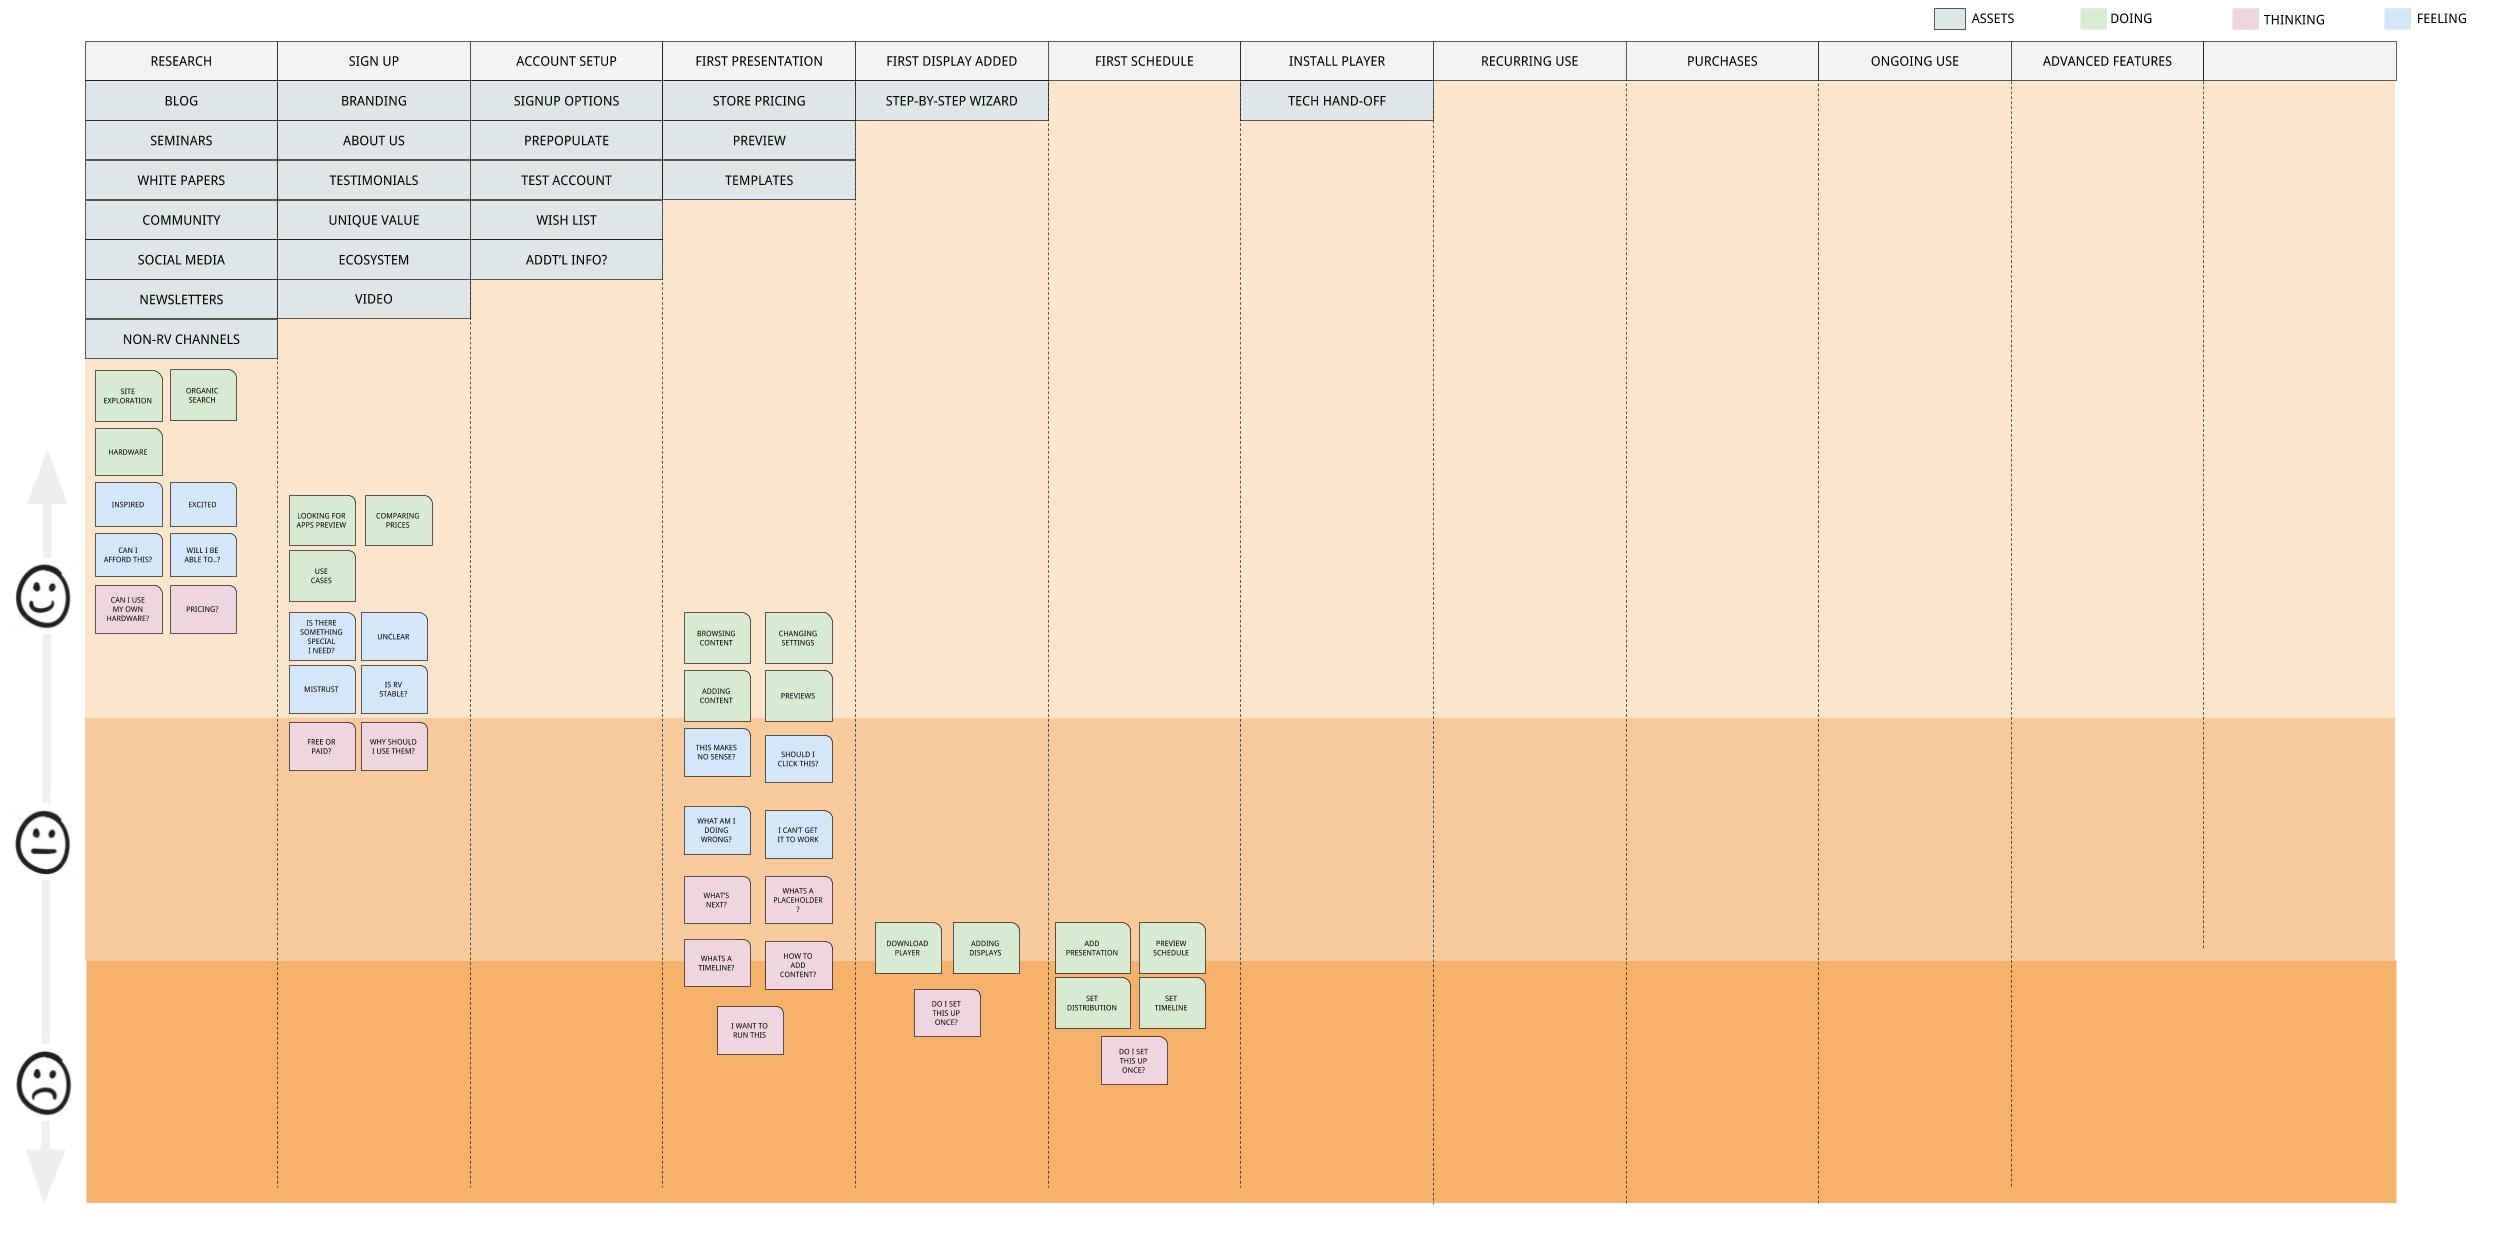 ASSETS
DOING
THINKING
FEELING
RESEARCH
SIGN UP
ACCOUNT SETUP
FIRST PRESENTATION
FIRST DISPLAY ADDED
FIRST SCHEDULE
INSTALL PLAYER
RECURRING USE
PURCHASES
ONGOING USE
ADVANCED FEATURES
BLOG
BRANDING
SIGNUP OPTIONS
STORE PRICING
STEP-BY-STEP WIZARD
TECH HAND-OFF
SEMINARS
ABOUT US
PREPOPULATE
PREVIEW
WHITE PAPERS
TESTIMONIALS
TEST ACCOUNT
TEMPLATES
COMMUNITY
UNIQUE VALUE
WISH LIST
SOCIAL MEDIA
ECOSYSTEM
ADDT'L INFO?
NEWSLETTERS
VIDEO
NON-RV CHANNELS
SITE
EXPLORATION
ORGANIC
SEARCH
HARDWARE
INSPIRED
EXCITED
CAN I
AFFORD THIS?
WILL I BE
ABLE TO..?
CAN I USE
MY OWN
HARDWARE?
PRICING?
LOOKING FOR
APPS PREVIEW
COMPARING
PRICES
USE
CASES
IS THERE
SOMETHING
SPECIAL
I NEED?
UNCLEAR
MISTRUST
IS RV
STABLE?
FREE OR
PAID?
WHY SHOULD
I USE THEM?
BROWSING
CONTENT
CHANGING
SETTINGS
ADDING
CONTENT
PREVIEWS
THIS MAKES
NO SENSE?
SHOULD I
CLICK THIS?
WHAT AM I
DOING
WRONG?
I CAN'T GET
IT TO WORK
WHAT'S
NEXT?
WHATS A
PLACEHOLDER
?
WHATS A
TIMELINE?
HOW TO
ADD
CONTENT?
I WANT TO
RUN THIS
DOWNLOAD
PLAYER
ADDING
DISPLAYS
DO I SET
THIS UP
ONCE?
ADD
PRESENTATION
PREVIEW
SCHEDULE
SET
DISTRIBUTION
SET
TIMELINE
DO I SET
THIS UP
ONCE?